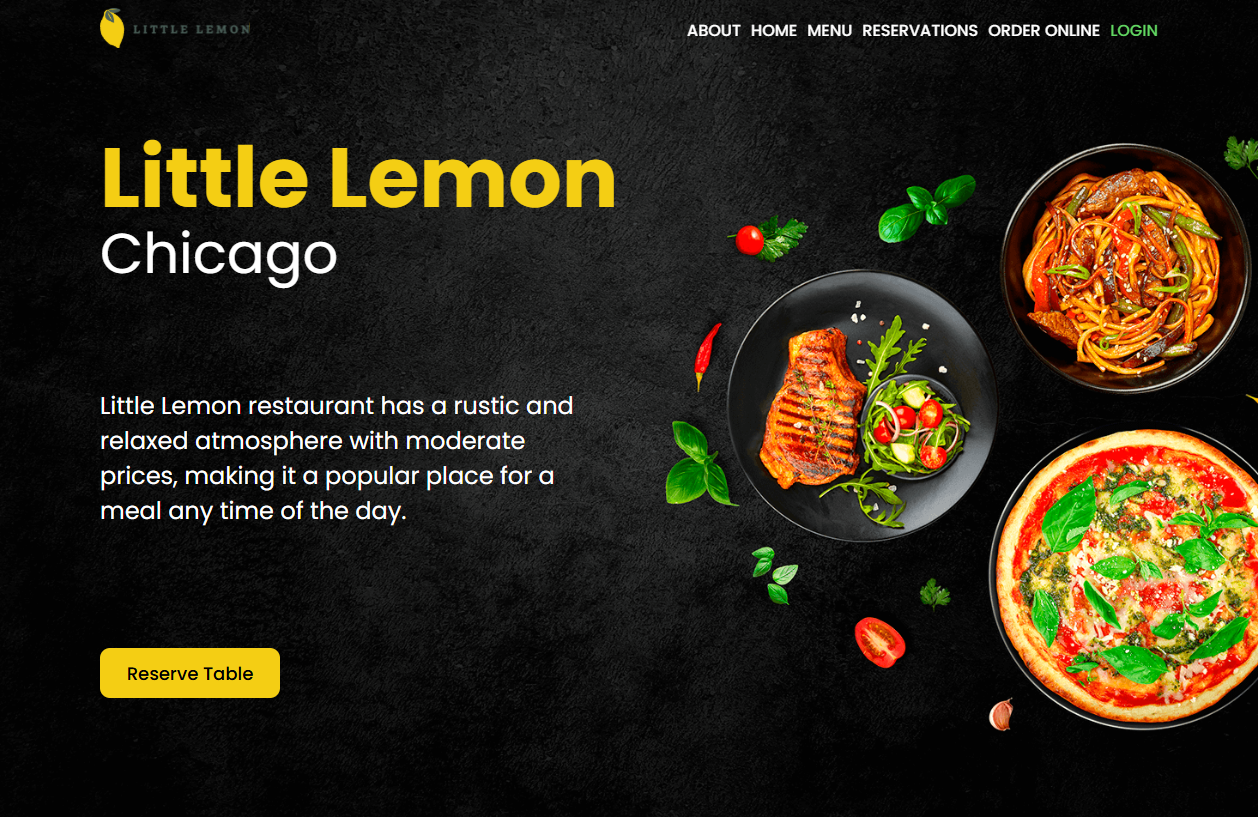 LITTLE LEMON
ABOUT HOME MENU RESERVATIONS ORDER ONLINE LOGIN
Little Lemon
Chicago
Little Lemon restaurant has a rustic and
relaxed atmosphere with moderate
prices, making it a popular place for a
meal any time of the day.
Reserve Table